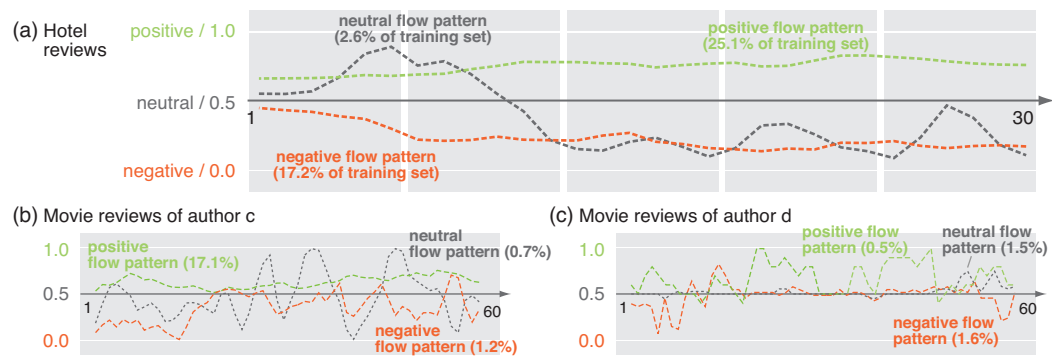 (a) Hotel
reviews
positive / 1.0
neutral / 0.5
negative / 0.0
neutral flow pattern
(2.6% of training set)
positive flow pattern
(25.1% of training set)
1
30
negative flow pattern
(17.2% of training set)
(b) Movie reviews of author c
1.0
0.5
0.0
positive
flow pattern (17.1%)
neutral
flow pattern (0.7%)
1
60
negative
flow pattern (1.2%)
(c) Movie reviews of author d
1.0
0.5
0.0
positive flow
pattern (0.5%)
neutral flow
pattern (1.5%)
1
60
negative flow
pattern (1.6%)